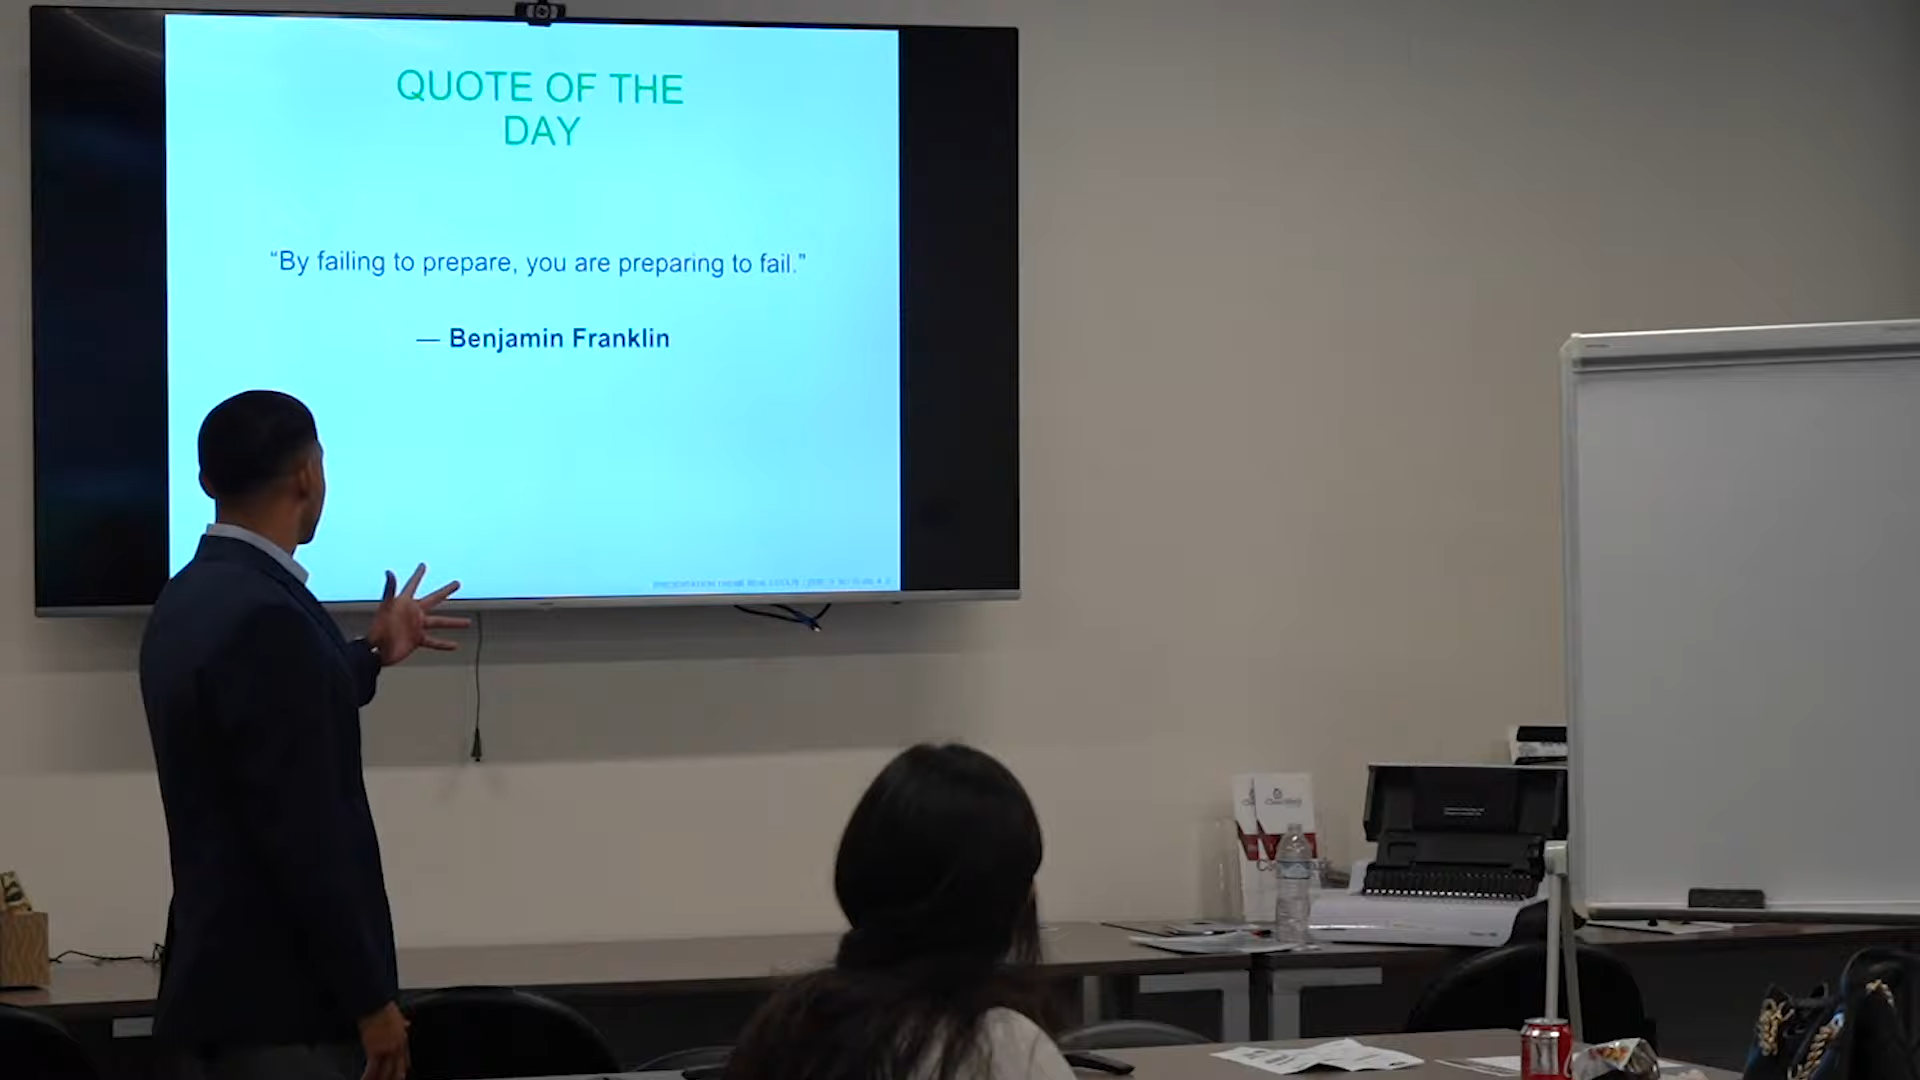 QUOTE OF THE
DAY
“By failing to prepare, you are preparing to fail.”
— Benjamin Franklin